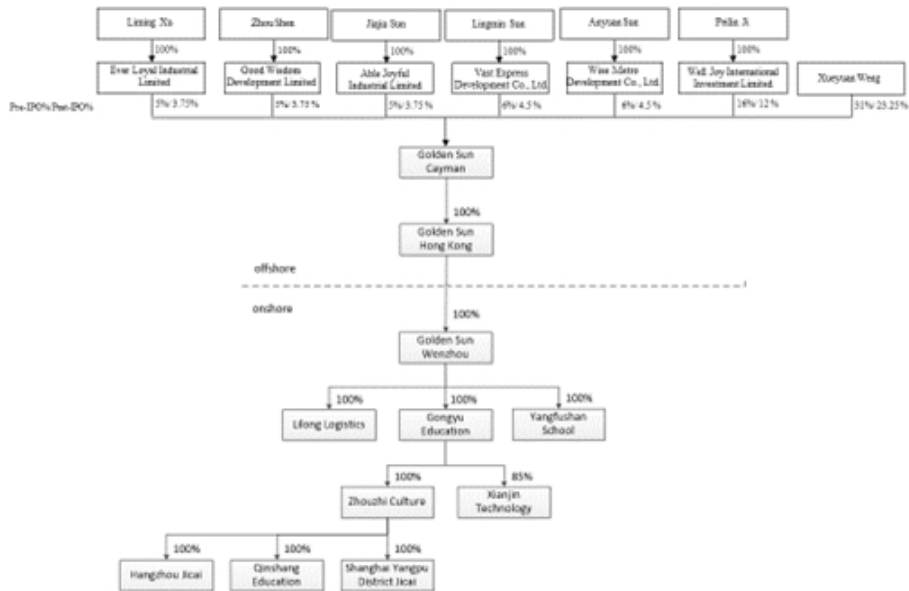 Liming Xu
Zhou Shen
Jiajia Sun
Lingmin Sun
Anyuan Sun
Peilin Ji
100%
100%
100%
100%
100%
100%
Ever Loyal Industrial
Limited
Good Wisdom
Development Limited
Able Joyful
Industrial Limited
Vast Express
Development Co., Ltd.
Wise Metro
Development Co., Ltd.
Well Joy International
Investment Limited
Xueyuan Weng
Pre-IPO%/Post-IPO%
5%/3.75%
5%/3.75%
5%/3.75%
6%/4.5%
6%/4.5%
16%/12%
31%/23.25%
Golden Sun
Cayman
100%
Golden Sun
Hong Kong
offshore
onshore
100%
Golden Sun
Wenzhou
100%
100%
100%
Lilong Logistics
Gongyu
Education
Yangfushan
School
100%
85%
Zhouzhi Culture
Xianjin
Technology
100%
100%
100%
Hangzhou Jicai
Qinshang
Education
Shanghai Yangpu
District Jicai